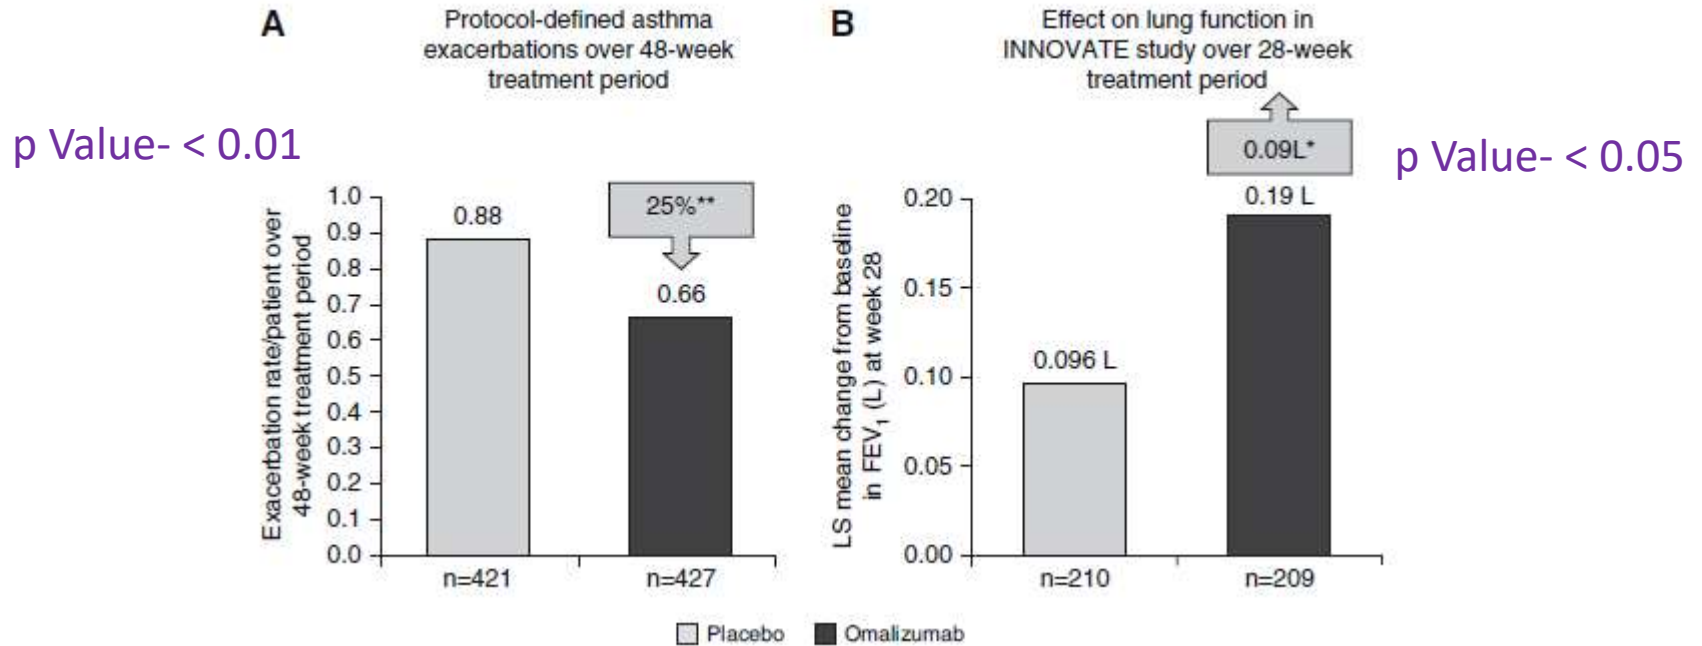 A
Protocol-defined asthma
exacerbations over 48-week
treatment period
p Value- < 0.01
Exacerbation rate/patient over
48-week treatment period
1.0
0.9
0.8
0.7
0.6
0.5
0.4
0.3
0.2
0.1
0.0
0.88
25%**
0.66
n=421
n=427
B
Effect on lung function in
INNOVATE study over 28-week
treatment period
0.09L*
p Value- < 0.05
LS mean change from baseline
in FEV₁ (L) at week 28
0.20
0.15
0.10
0.05
0.00
0.096 L
0.19 L
n=210
n=209
Placebo
Omalizumab